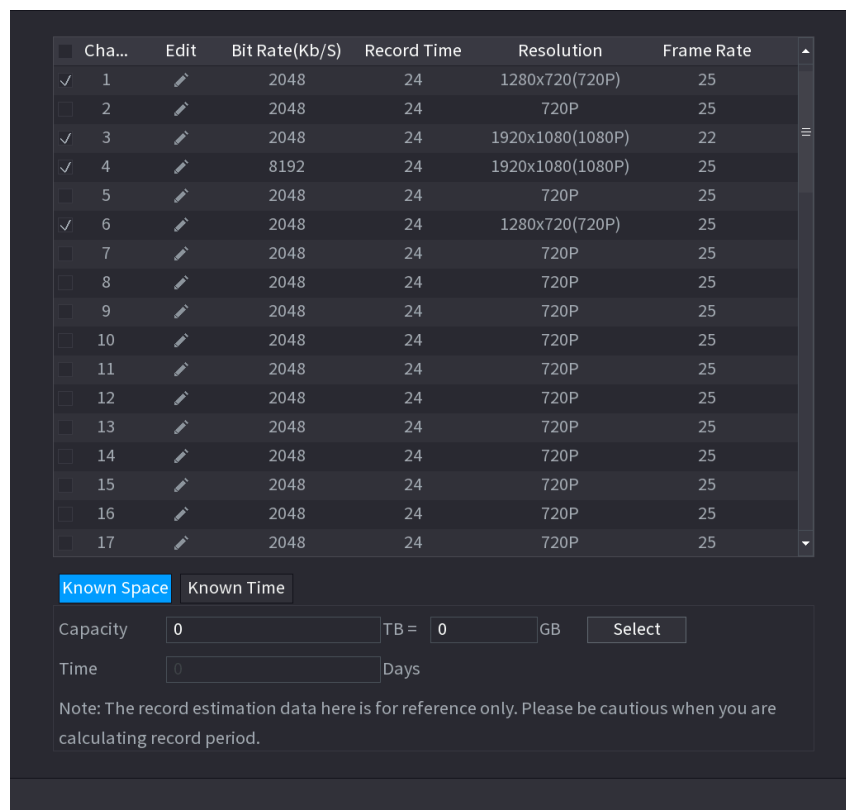 Cha... Edit Bit Rate(Kb/S) Record Time Resolution Frame Rate
1 2048 24 1280x720(720P) 25
2 2048 24 720P 25
3 2048 24 1920x1080(1080P) 22
4 8192 24 1920x1080(1080P) 25
5 2048 24 720P 25
6 2048 24 1280x720(720P) 25
7 2048 24 720P 25
8 2048 24 720P 25
9 2048 24 720P 25
10 2048 24 720P 25
11 2048 24 720P 25
12 2048 24 720P 25
13 2048 24 720P 25
14 2048 24 720P 25
15 2048 24 720P 25
16 2048 24 720P 25
17 2048 24 720P 25
Known Space Known Time
Capacity 0 TB = 0 GB Select
Time 0 Days
Note: The record estimation data here is for reference only. Please be cautious when you are
calculating record period.